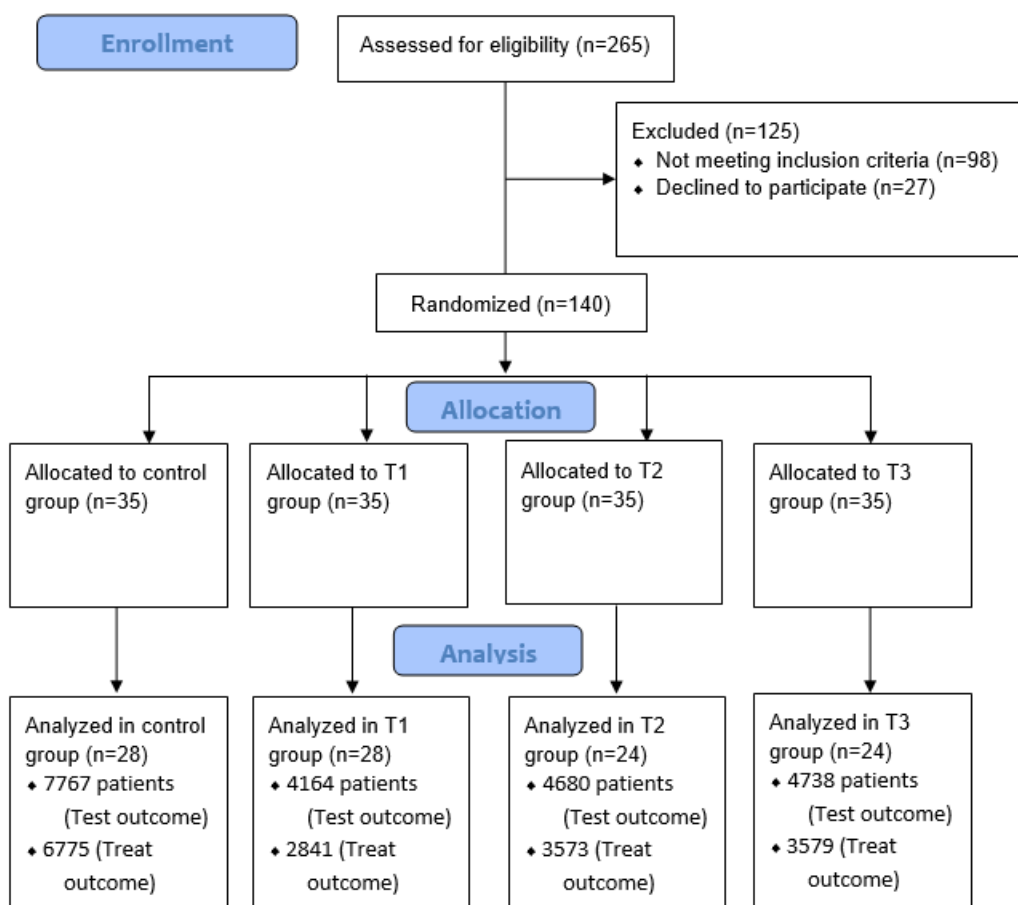 Enrollment
Assessed for eligibility (n=265)
Excluded (n=125)
⬥ Not meeting inclusion criteria (n=98)
⬥ Declined to participate (n=27)
Randomized (n=140)
Allocation
Allocated to control
group (n=35)
Allocated to T1
group (n=35)
Allocated to T2
group (n=35)
Allocated to T3
group (n=35)
Analysis
Analyzed in control
group (n=28)
⬥ 7767 patients
(Test outcome)
⬥ 6775 (Treat
outcome)
Analyzed in T1
group (n=28)
⬥ 4164 patients
(Test outcome)
⬥ 2841 (Treat
outcome)
Analyzed in T2
group (n=24)
⬥ 4680 patients
(Test outcome)
⬥ 3573 (Treat
outcome)
Analyzed in T3
group (n=24)
⬥ 4738 patients
(Test outcome)
⬥ 3579 (Treat
outcome)